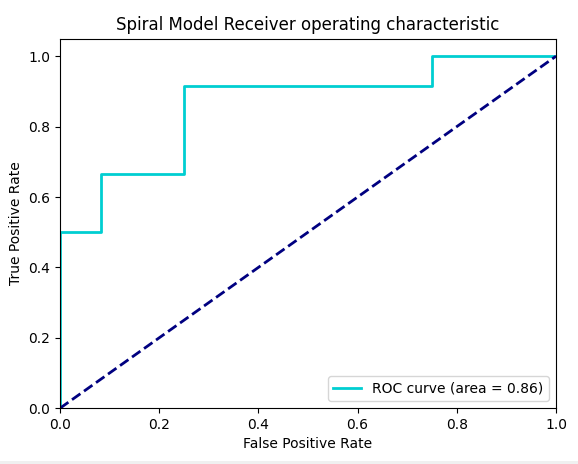 Spiral Model Receiver operating characteristic
1.0
0.8
0.6
0.4
0.2
0.0
True Positive Rate
ROC curve (area = 0.86)
0.0 0.2 0.4 0.6 0.8 1.0
False Positive Rate